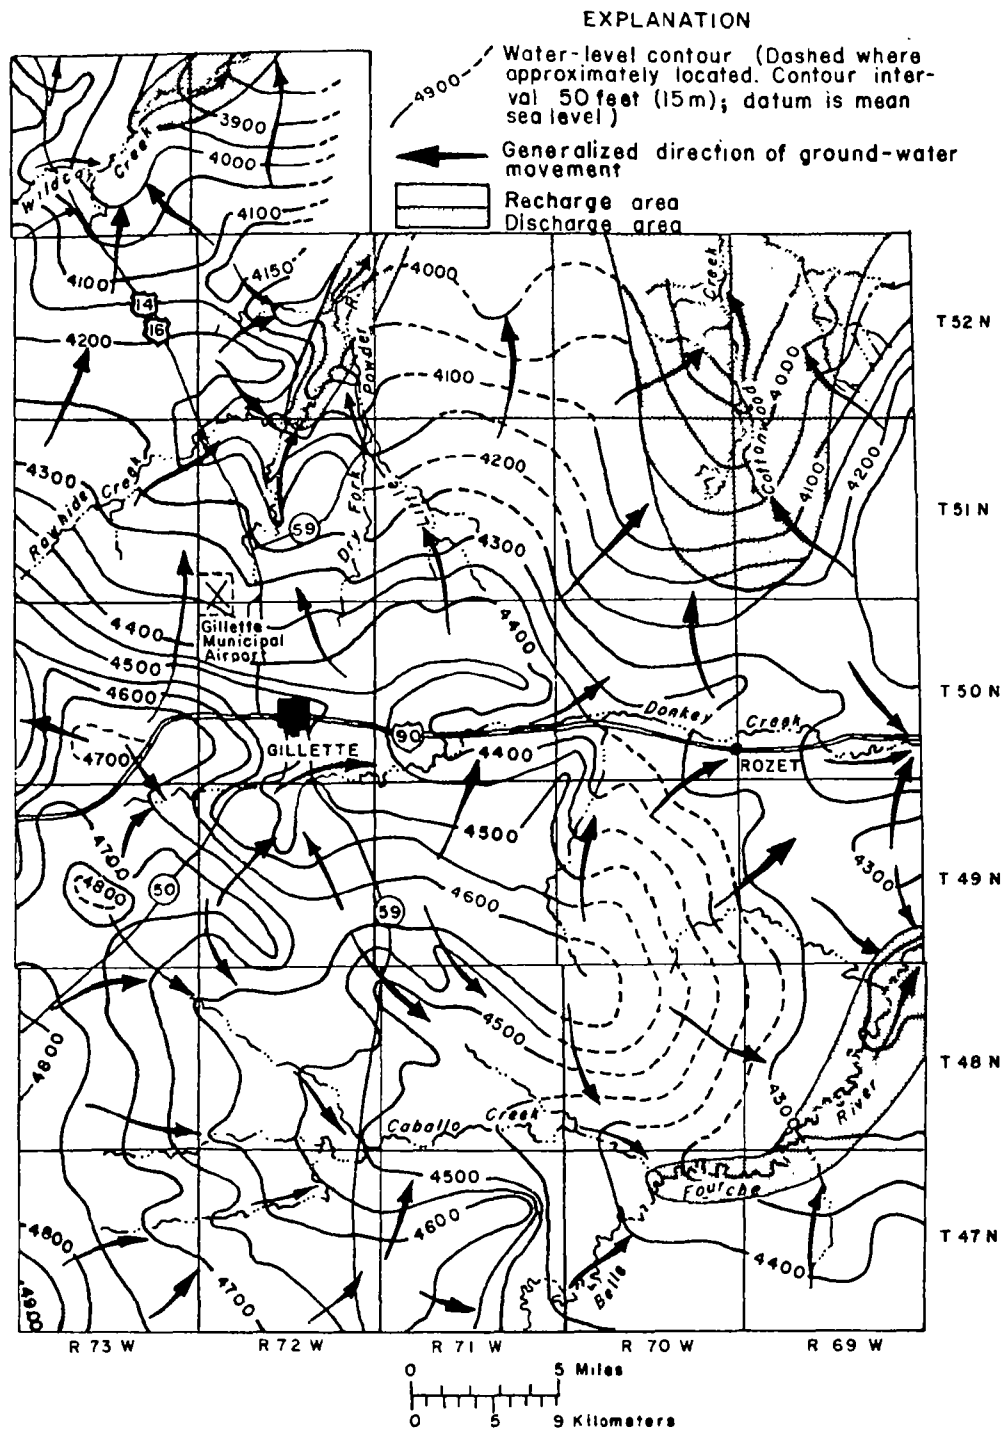 EXPLANATION
4900
Water-level contour (Dashed where
approximately located. Contour inter-
val 50 feet (15m); datum is mean
sea level)
Generalized direction of ground-water
movement
Recharge area
Discharge area
3900
4000
Wildcat Creek
4100
4100
4150
4000
14
16
4200
Powder R.
Creek
T 52 N
4100
4000
Cottonwood
4300
Rawhide Creek
4200
4100
4200
59
Dry Fork Little
T 51 N
4300
4400
Gillette
Municipal
Airport
4400
4500
4600
T 50 N
Donkey Creek
90
4700
GILLETTE
4400
ROZET
4500
4700
4800
50
4600
4300
T 49 N
59
4500
4800
T 48 N
430
River
Caballo Creek
4500
Fourche
4600
4800
T 47 N
4400
4700
Belle
4900
R 73 W R 72 W R 71 W R 70 W R 69 W
0 5 Miles
0 5 9 Kilometers